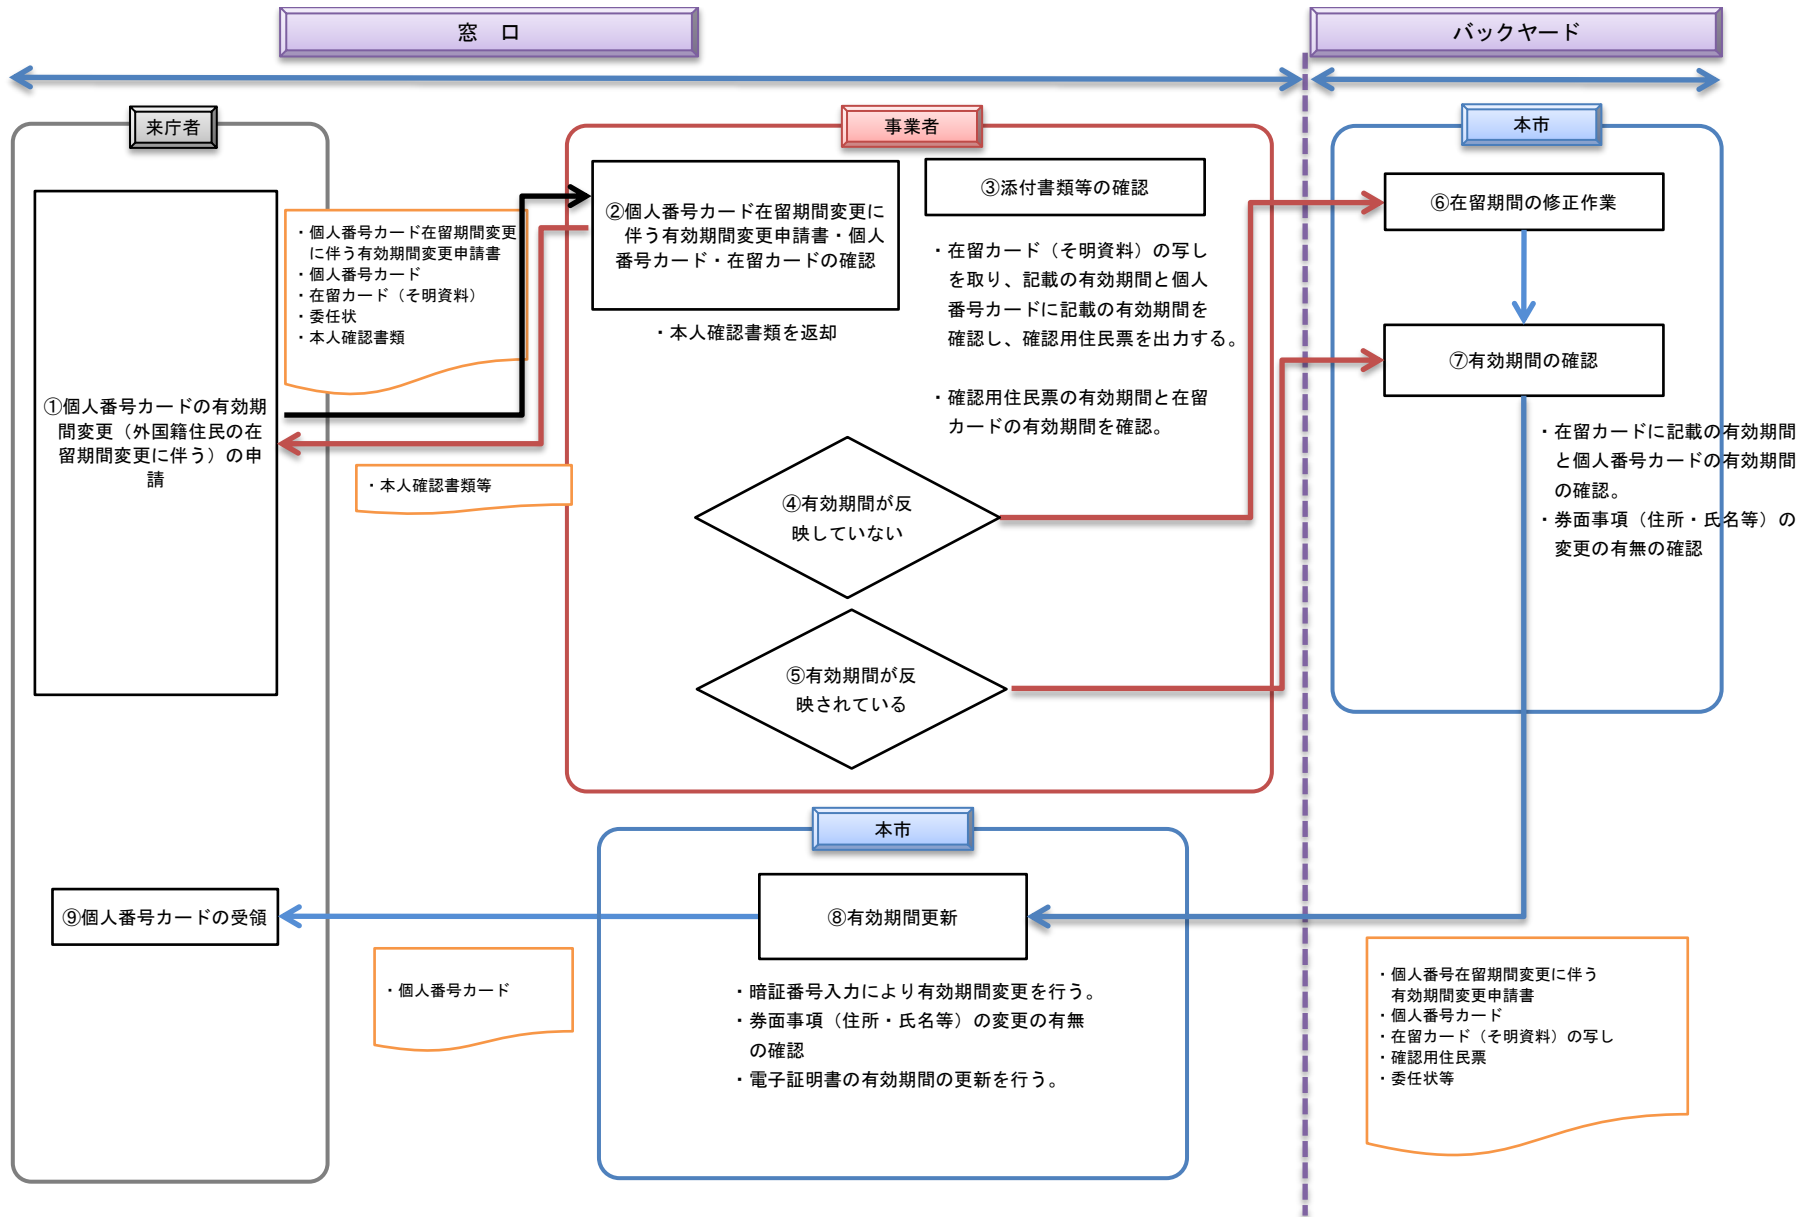 窓　口
バックヤード
来庁者
事業者
本市
①個人番号カードの有効期
間変更（外国籍住民の在
留期間変更に伴う）の申
請
・個人番号カード在留期間変更
に伴う有効期間変更申請書
・個人番号カード
・在留カード（そ明資料）
・委任状
・本人確認書類
・本人確認書類等
②個人番号カード在留期間変更に
伴う有効期間変更申請書・個人
番号カード・在留カードの確認
・本人確認書類を返却
③添付書類等の確認
・在留カード（そ明資料）の写し
を取り、記載の有効期間と個人
番号カードに記載の有効期間を
確認し、確認用住民票を出力する。
・確認用住民票の有効期間と在留
カードの有効期間を確認。
④有効期間が反
映していない
⑤有効期間が反
映されている
⑥在留期間の修正作業
⑦有効期間の確認
・在留カードに記載の有効期間
と個人番号カードの有効期間
の確認。
・券面事項（住所・氏名等）の
変更の有無の確認
本市
⑧有効期間更新
・暗証番号入力により有効期間変更を行う。
・券面事項（住所・氏名等）の変更の有無
の確認
・電子証明書の有効期間の更新を行う。
⑨個人番号カードの受領
・個人番号カード
・個人番号在留期間変更に伴う
有効期間変更申請書
・個人番号カード
・在留カード（そ明資料）の写し
・確認用住民票
・委任状等